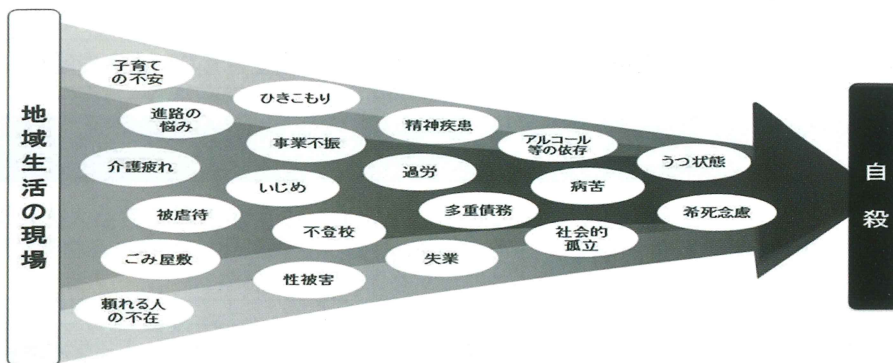 地域生活の現場
子育て
の不安
進路の
悩み
介護疲れ
被虐待
ごみ屋敷
頼れる人
の不在
ひきこもり
事業不振
いじめ
不登校
性被害
精神疾患
過労
多重債務
失業
アルコール
等の依存
病苦
社会的
孤立
うつ状態
希死念慮
自殺